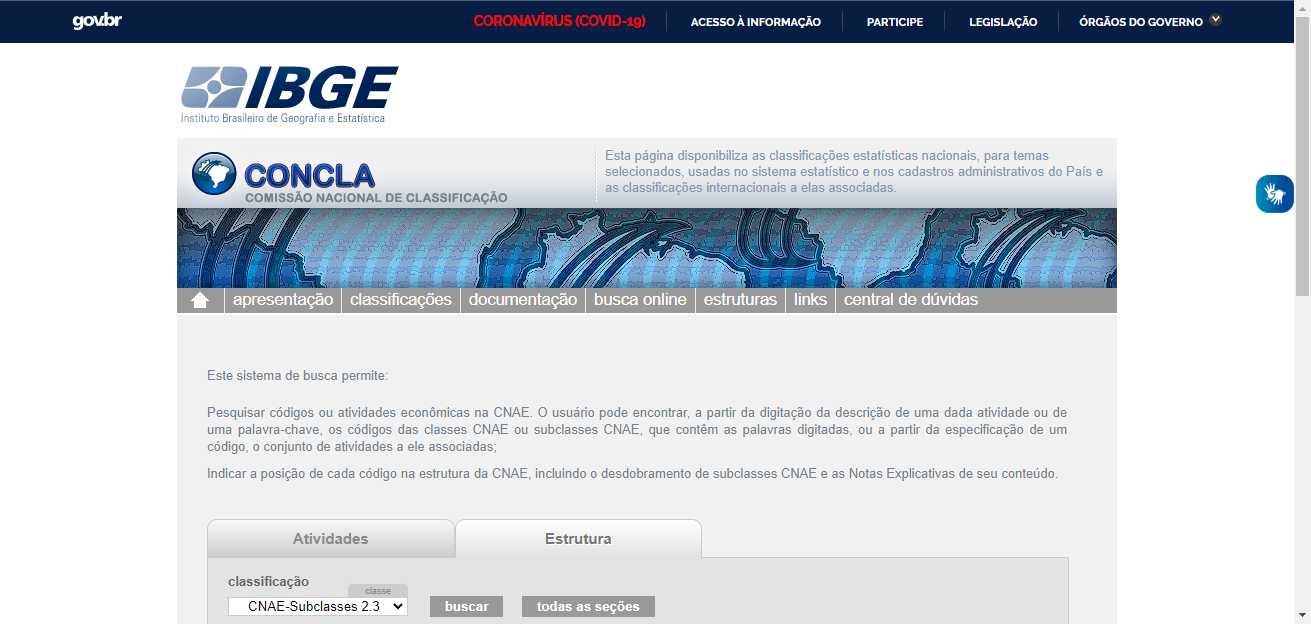 gov.br
CORONAVÍRUS (COVID-19)
ACESSO À INFORMAÇÃO
PARTICIPE
LEGISLAÇÃO
ÓRGÃOS DO GOVERNO
IBGE
Instituto Brasileiro de Geografia e Estatística
CONCLA
COMISSÃO NACIONAL DE CLASSIFICAÇÃO
Esta página disponibiliza as classificações estatísticas nacionais, para temas
selecionados, usadas no sistema estatístico e nos cadastros administrativos do País e
as classificações internacionais a elas associadas.
apresentação
classificações
documentação
busca online
estruturas
links
central de dúvidas
Este sistema de busca permite:
Pesquisar códigos ou atividades econômicas na CNAE. O usuário pode encontrar, a partir da digitação da descrição de uma dada atividade ou de
uma palavra-chave, os códigos das classes CNAE ou subclasses CNAE, que contêm as palavras digitadas, ou a partir da especificação de um
código, o conjunto de atividades a ele associadas;
Indicar a posição de cada código na estrutura da CNAE, incluindo o desdobramento de subclasses CNAE e as Notas Explicativas de seu conteúdo.
Atividades
Estrutura
classificação
classe
CNAE-Subclasses 2.3
buscar
todas as seções